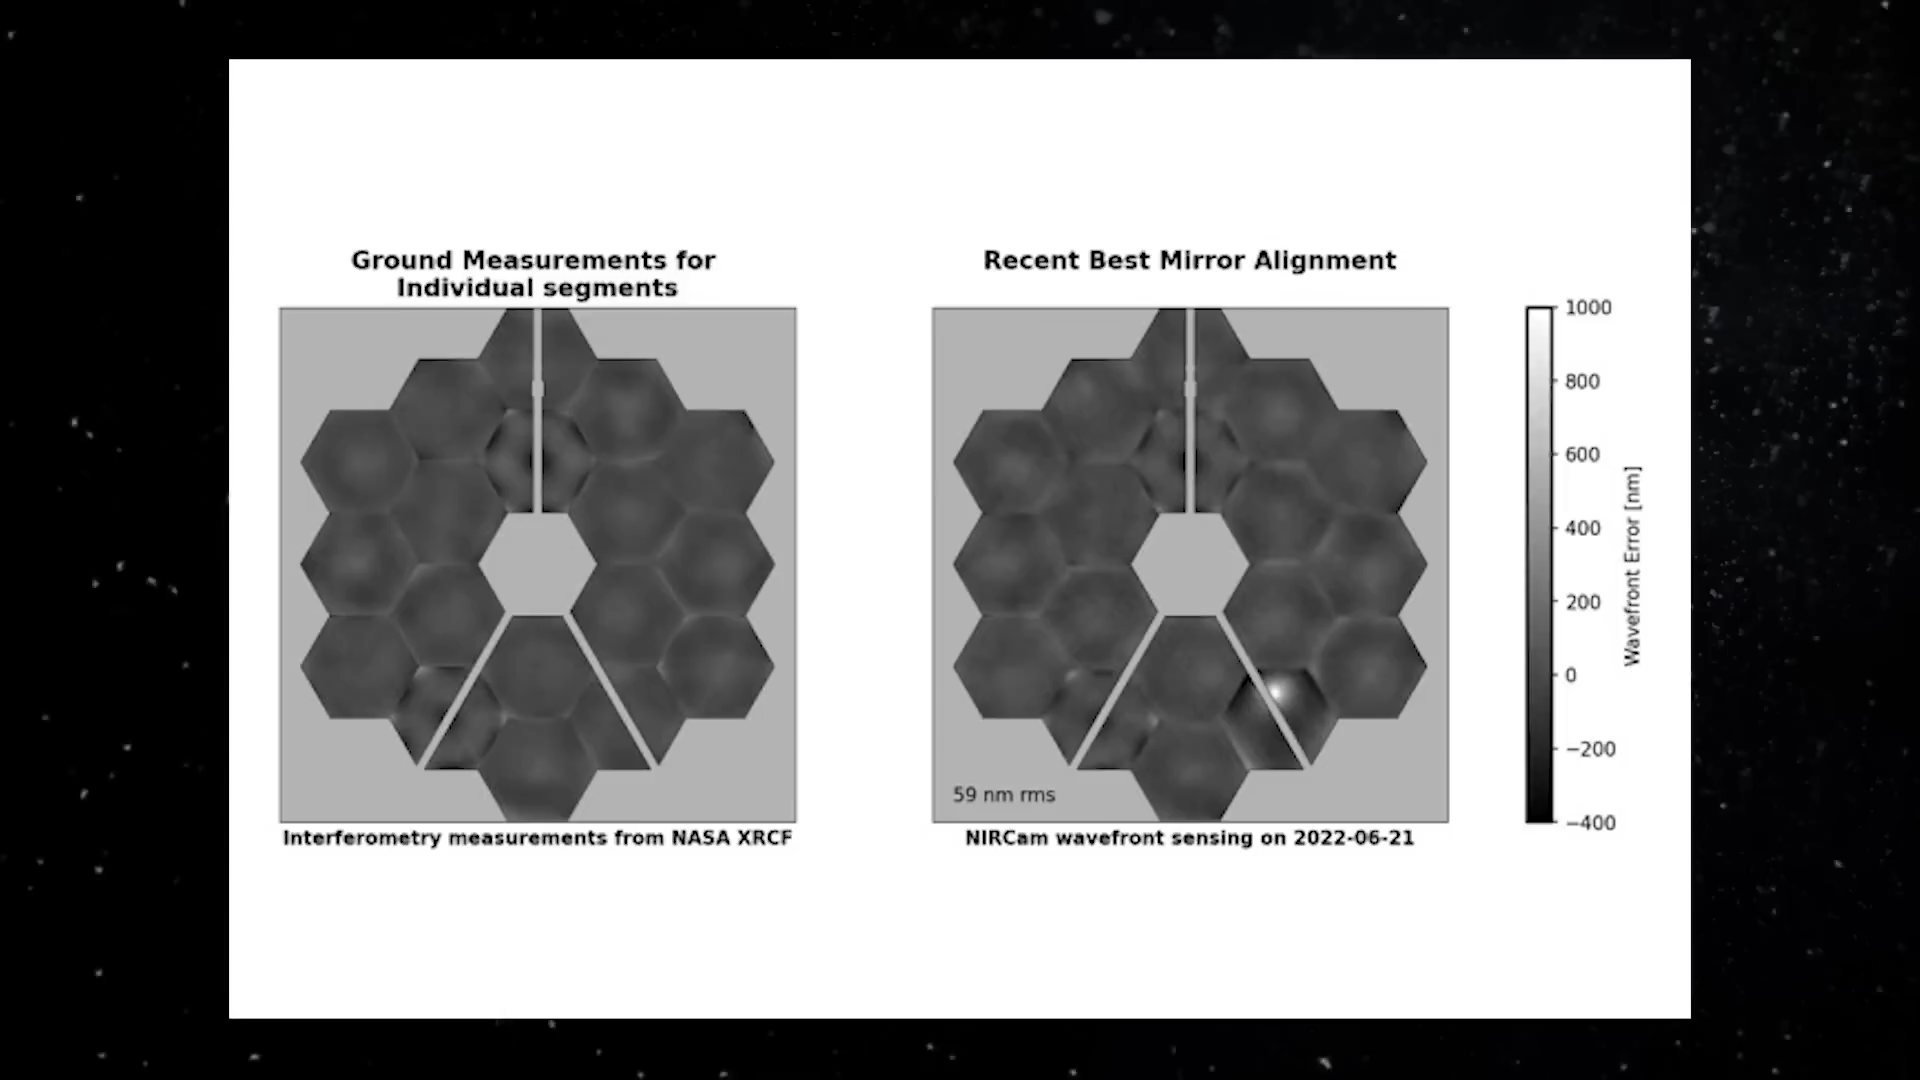 Ground Measurements for
Individual segments
Recent Best Mirror Alignment
1000
800
600
400
200
0
−200
−400
Wavefront Error [nm]
59 nm rms
Interferometry measurements from NASA XRCF
NIRCam wavefront sensing on 2022-06-21